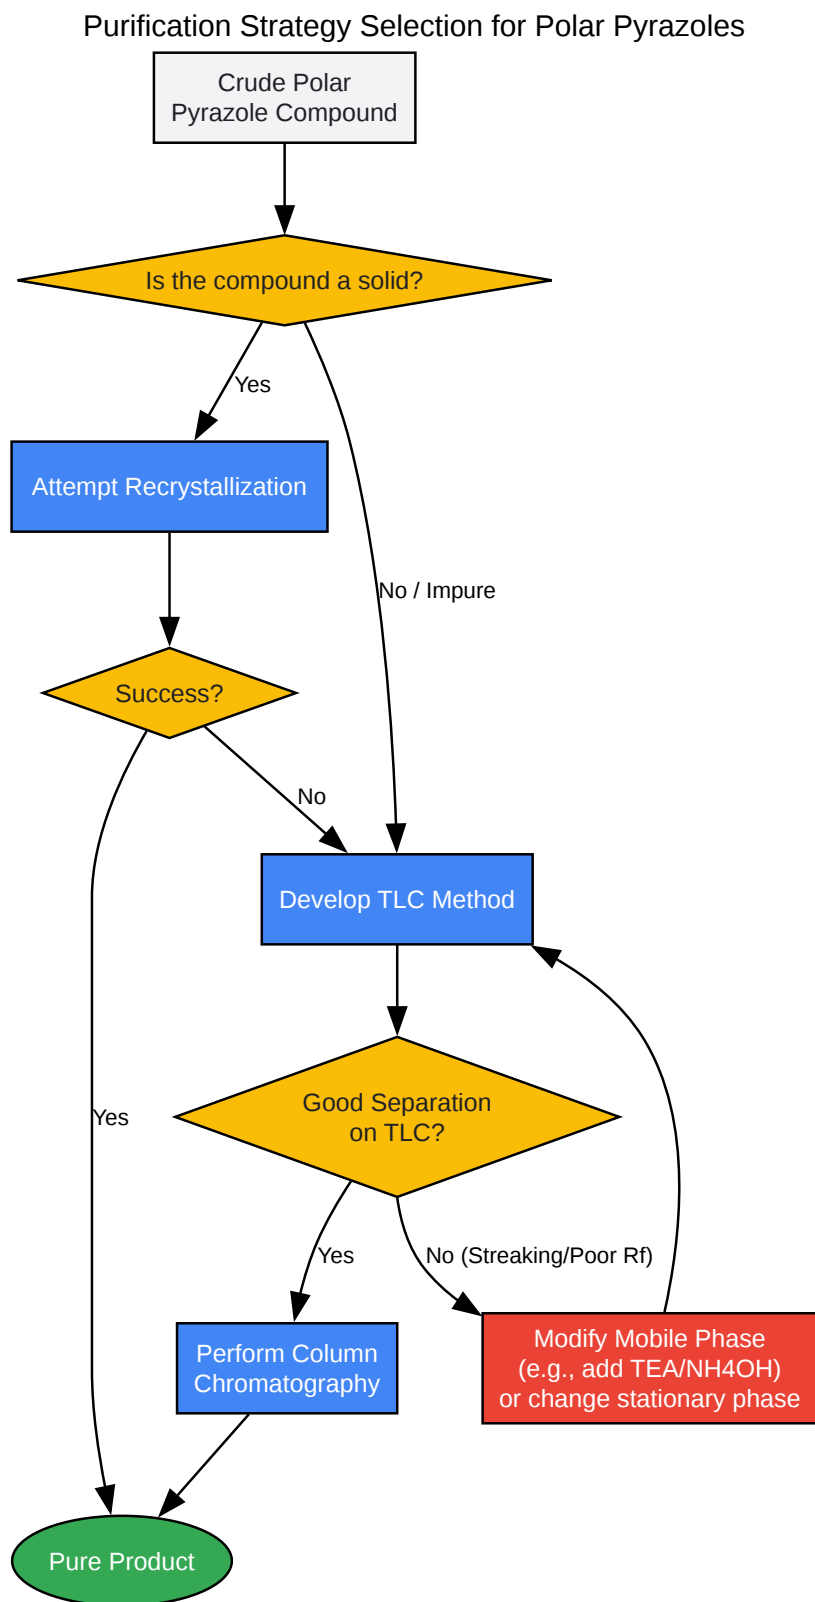 Purification Strategy Selection for Polar Pyrazoles
Crude Polar
Pyrazole Compound
Is the compound a solid?
Yes
Attempt Recrystallization
No / Impure
Success?
No
Develop TLC Method
Good Separation
on TLC?
Yes
Yes
No (Streaking/Poor Rf)
Perform Column
Chromatography
Modify Mobile Phase
(e.g., add TEA/NH4OH)
or change stationary phase
Pure Product